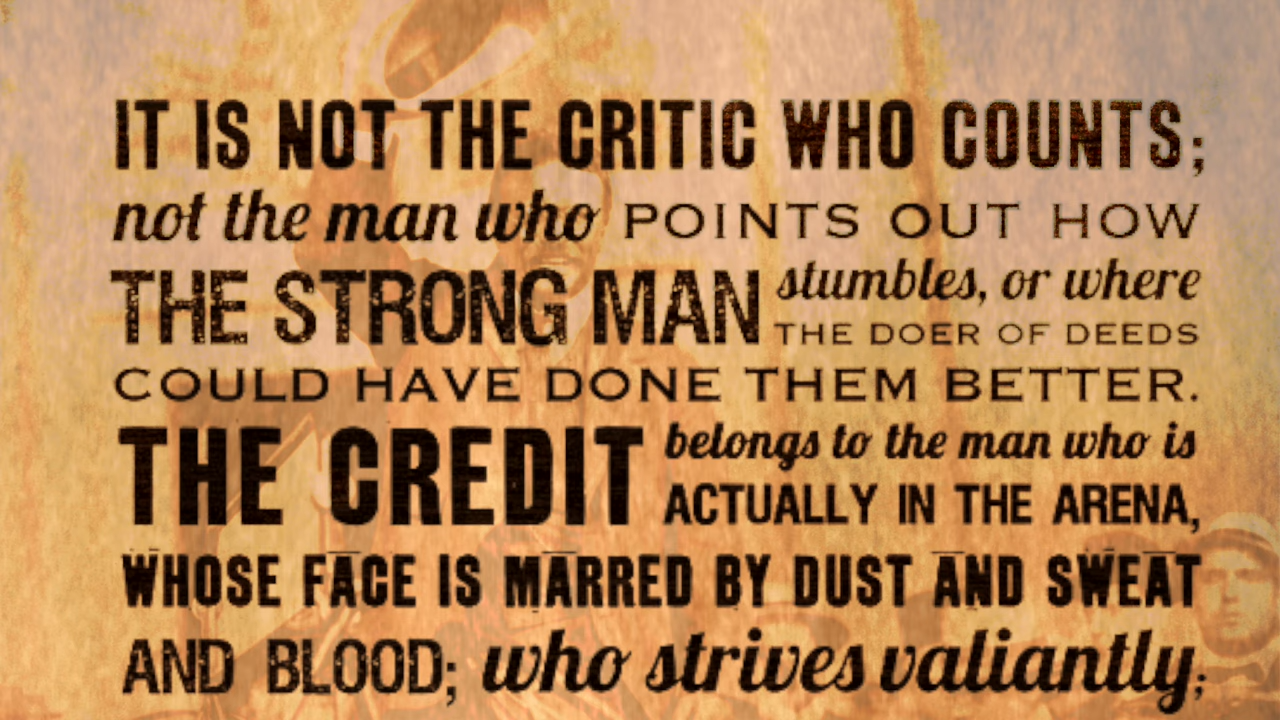 IT IS NOT THE CRITIC WHO COUNTS;
not the man who POINTS OUT HOW
THE STRONG MAN stumbles, or where
THE DOER OF DEEDS
COULD HAVE DONE THEM BETTER.
THE CREDIT belongs to the man who is
ACTUALLY IN THE ARENA,
WHOSE FACE IS MARRED BY DUST AND SWEAT
AND BLOOD; who strives valiantly;